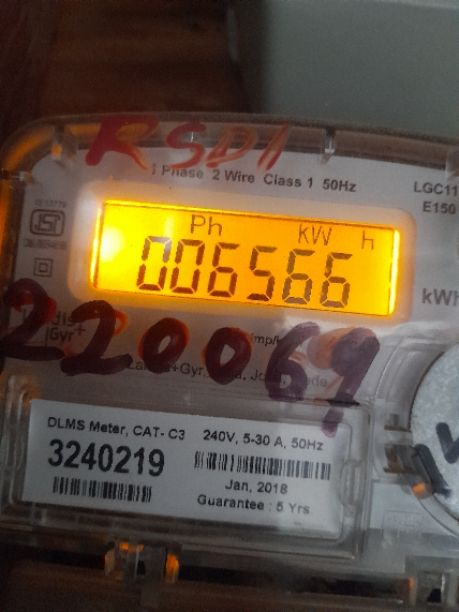 RSD11
1 Phase 2 Wire Class 1 50Hz
LGC11
E150
Ph kW h
006566
kWh
220069
DLMS Meter, CAT- C3 240V, 5-30 A, 50Hz
3240219
Jan, 2018
Guarantee : 5 Yrs